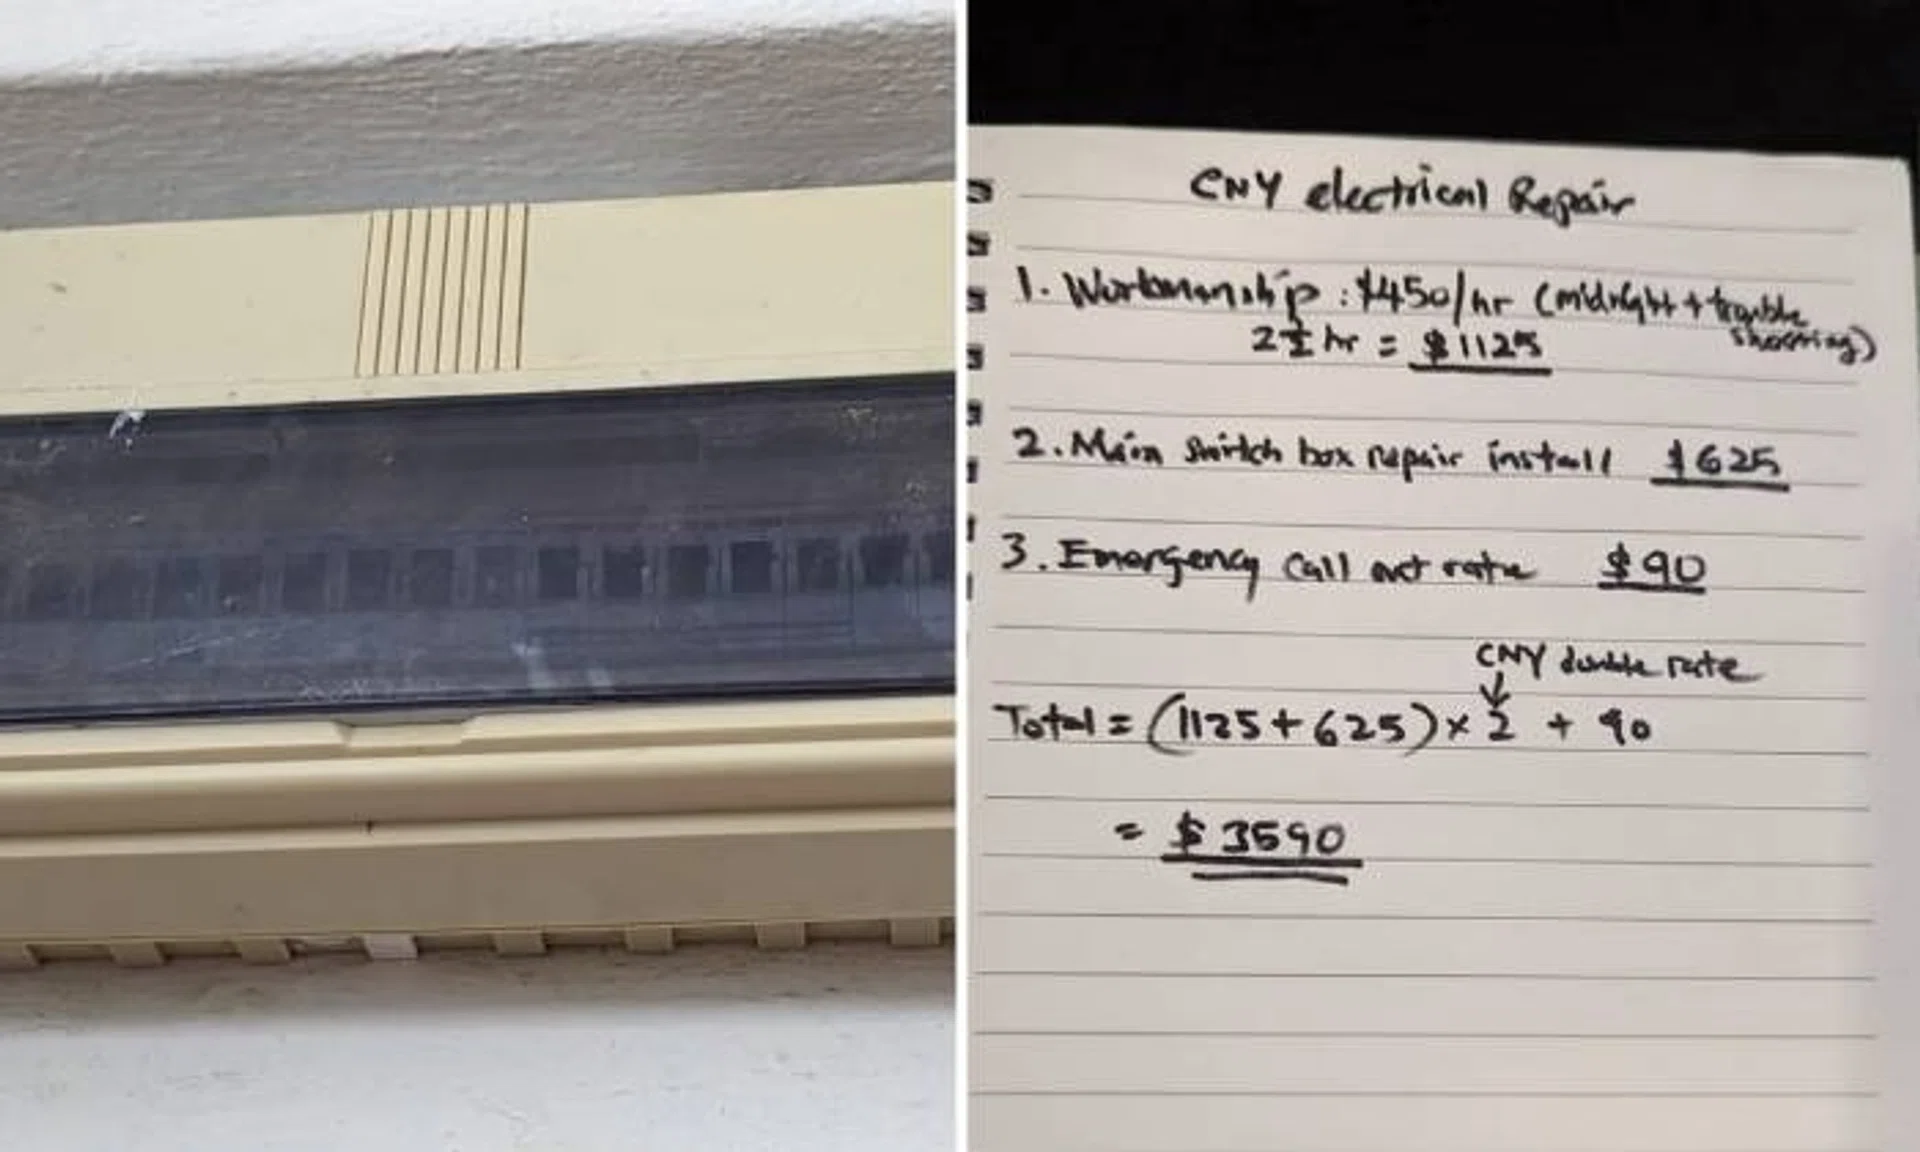 CNY electrical Repair
1. Workmanship : $450/hr (midnight + trouble
shooting)
2½ hr = $1125
2. Main switch box repair install $625
3. Emergency call out rate $90
CNY double rate
↓
Total = (1125 + 625) × 2 + 90
= $3590